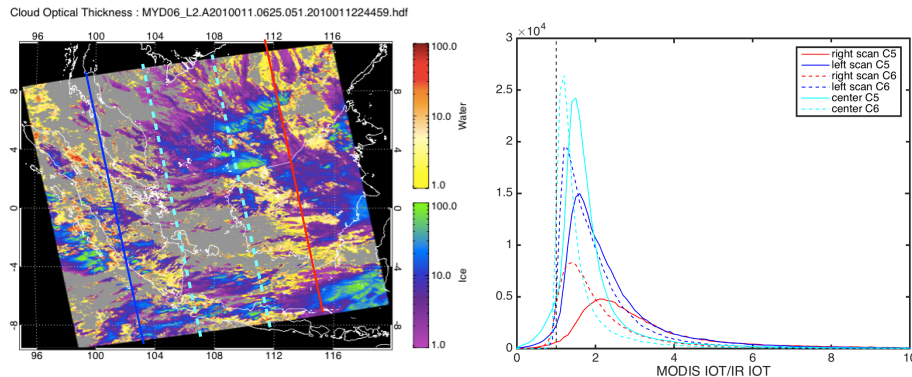 Cloud Optical Thickness : MYD06_L2.A2010011.0625.051.2010011224459.hdf
96 100 104 108 112 116
8
4
0
-4
-8
8
4
0
-4
-8
96 100 104 108 112 116
100.0
10.0
1.0
Water
100.0
10.0
1.0
Ice
3 ×10⁴
2.5
2
1.5
1
0.5
0
0 2 4 6 8 10
MODIS IOT/IR IOT
right scan C5
left scan C5
right scan C6
left scan C6
center C5
center C6